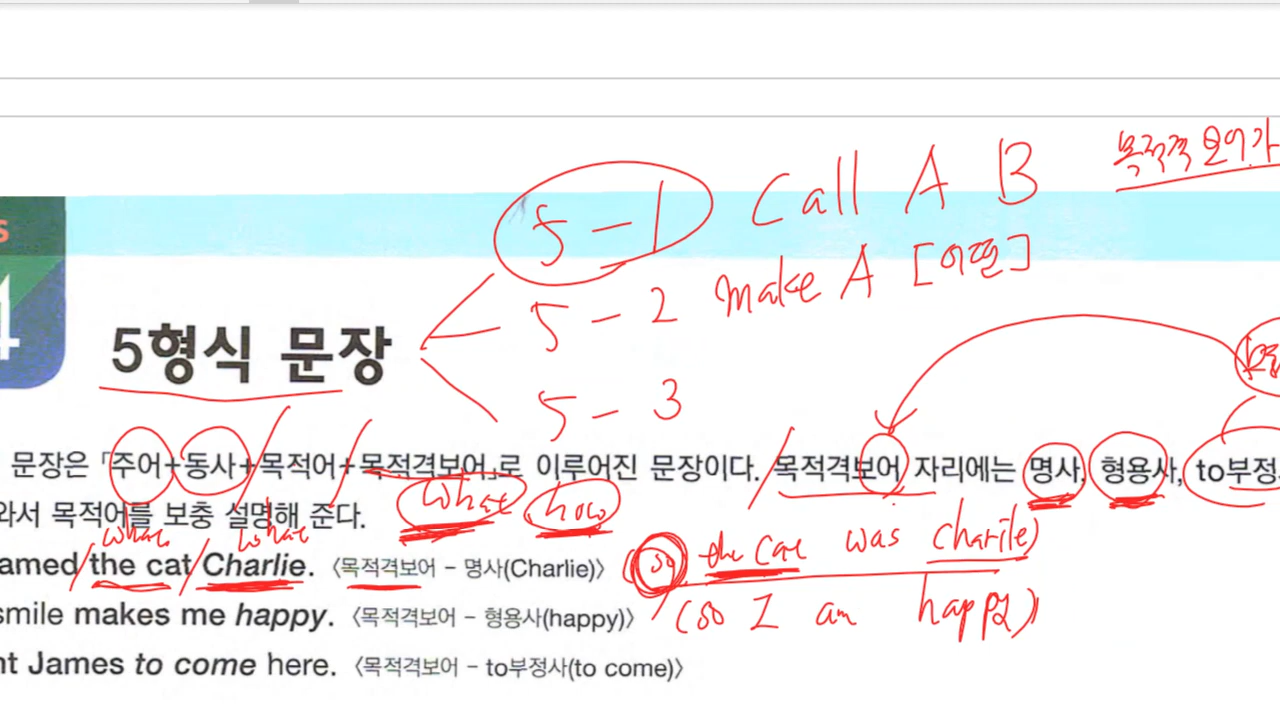 목적격 보어가
5 - 1 Call A B
S
5 - 2 make A [어떤]
4
5형식 문장
5 - 3
문장은 「주어+동사+목적어+목적격보어」로 이루어진 문장이다. 목적격보어 자리에는 명사, 형용사, to부정
와서 목적어를 보충 설명해 준다. what how
what what
amed the cat Charlie. 〈목적격보어 – 명사(Charlie)〉 (so the cat was charile)
smile makes me happy. 〈목적격보어 – 형용사(happy)〉 (so I am happy)
nt James to come here. 〈목적격보어 – to부정사(to come)〉